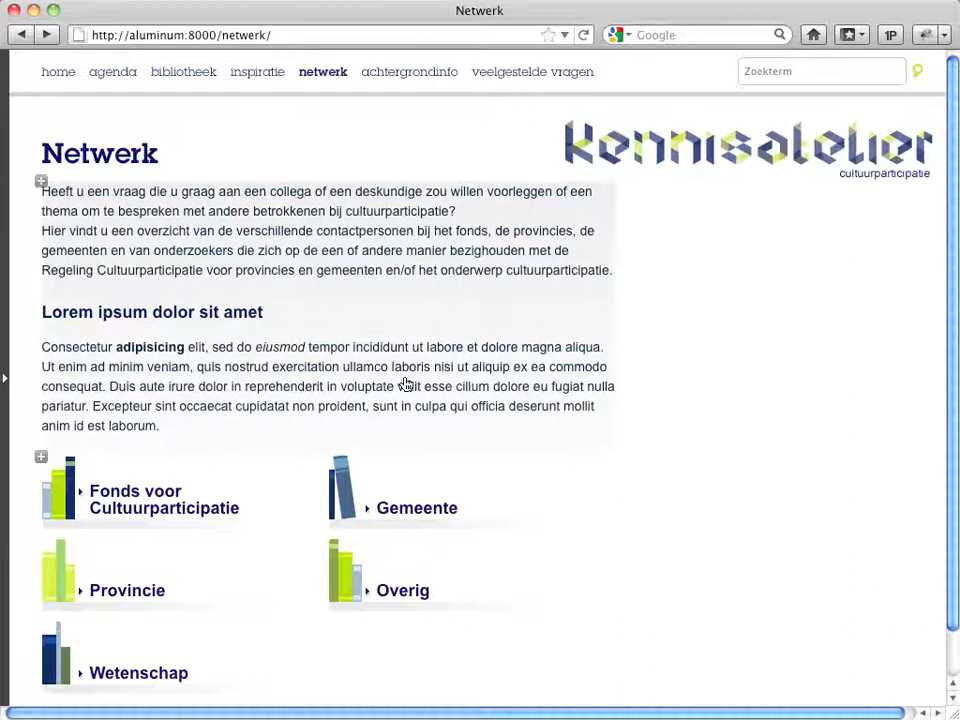 Netwerk
http://aluminum:8000/netwerk/
Google
1P
home agenda bibliotheek inspiratie netwerk achtergrondinfo veelgestelde vragen
Zoekterm
kennisatelier
cultuurparticipatie
Netwerk
Heeft u een vraag die u graag aan een collega of een deskundige zou willen voorleggen of een
thema om te bespreken met andere betrokkenen bij cultuurparticipatie?
Hier vindt u een overzicht van de verschillende contactpersonen bij het fonds, de provincies, de
gemeenten en van onderzoekers die zich op de een of andere manier bezighouden met de
Regeling Cultuurparticipatie voor provincies en gemeenten en/of het onderwerp cultuurparticipatie.
Lorem ipsum dolor sit amet
Consectetur adipisicing elit, sed do eiusmod tempor incididunt ut labore et dolore magna aliqua.
Ut enim ad minim veniam, quis nostrud exercitation ullamco laboris nisi ut aliquip ex ea commodo
consequat. Duis aute irure dolor in reprehenderit in voluptate velit esse cillum dolore eu fugiat nulla
pariatur. Excepteur sint occaecat cupidatat non proident, sunt in culpa qui officia deserunt mollit
anim id est laborum.
Fonds voor
Cultuurparticipatie
Gemeente
Provincie
Overig
Wetenschap